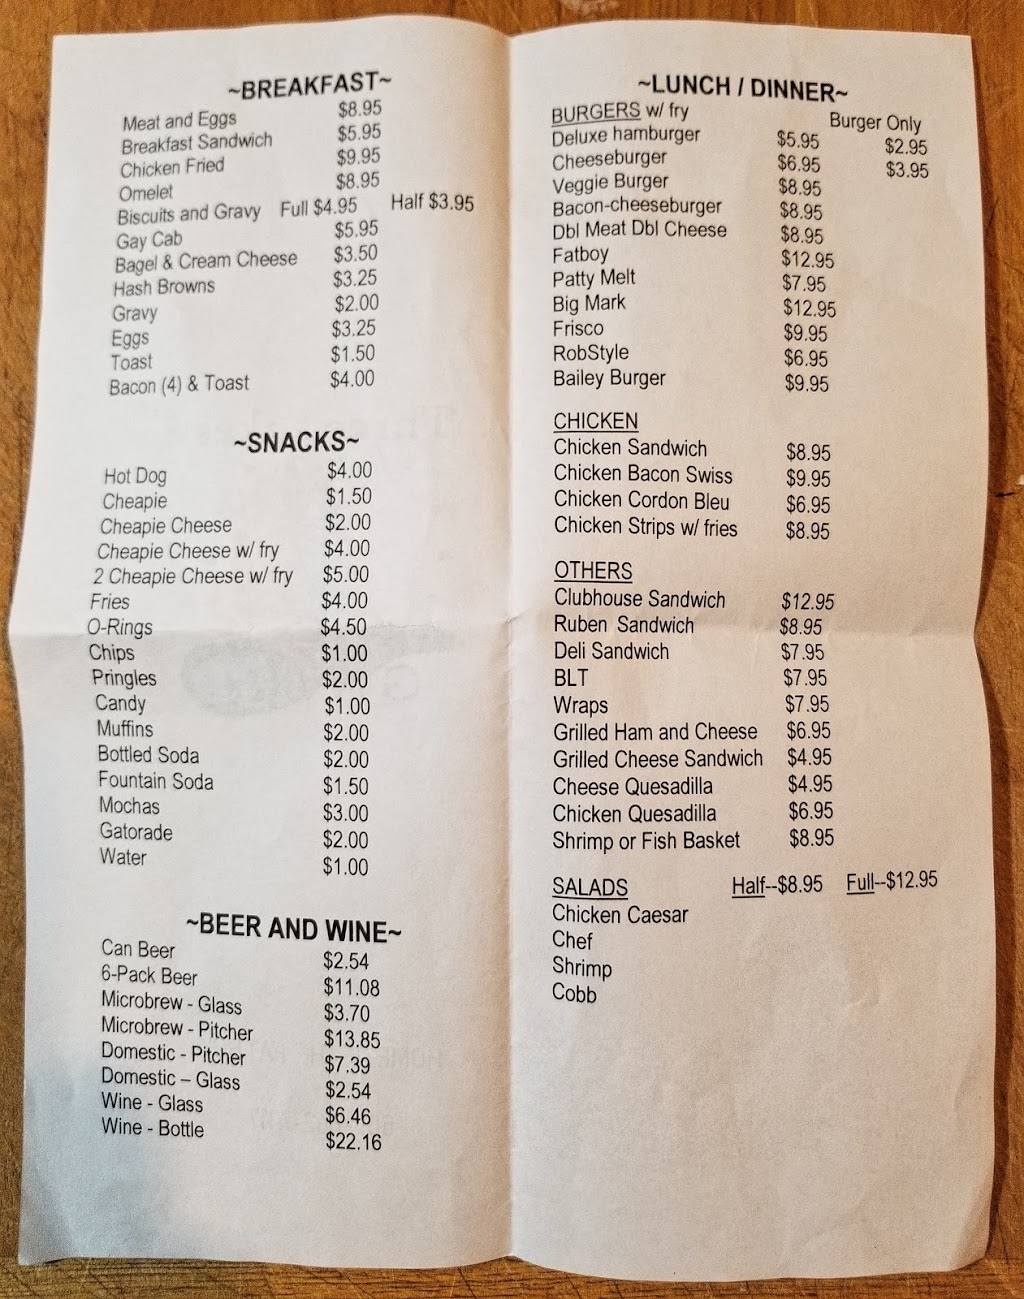 ~BREAKFAST~
Meat and Eggs $8.95
Breakfast Sandwich $5.95
Chicken Fried $9.95
Omelet $8.95
Biscuits and Gravy Full $4.95 Half $3.95
Gay Cab $5.95
Bagel & Cream Cheese $3.50
Hash Browns $3.25
Gravy $2.00
Eggs $3.25
Toast $1.50
Bacon (4) & Toast $4.00
~SNACKS~
Hot Dog $4.00
Cheapie $1.50
Cheapie Cheese $2.00
Cheapie Cheese w/ fry $4.00
2 Cheapie Cheese w/ fry $5.00
Fries $4.00
O-Rings $4.50
Chips $1.00
Pringles $2.00
Candy $1.00
Muffins $2.00
Bottled Soda $2.00
Fountain Soda $1.50
Mochas $3.00
Gatorade $2.00
Water $1.00
~BEER AND WINE~
Can Beer $2.54
6-Pack Beer $11.08
Microbrew - Glass $3.70
Microbrew - Pitcher $13.85
Domestic - Pitcher $7.39
Domestic – Glass $2.54
Wine - Glass $6.46
Wine - Bottle $22.16
~LUNCH / DINNER~
BURGERS w/ fry Burger Only
Deluxe hamburger $5.95 $2.95
Cheeseburger $6.95 $3.95
Veggie Burger $8.95
Bacon-cheeseburger $8.95
Dbl Meat Dbl Cheese $8.95
Fatboy $12.95
Patty Melt $7.95
Big Mark $12.95
Frisco $9.95
RobStyle $6.95
Bailey Burger $9.95
CHICKEN
Chicken Sandwich $8.95
Chicken Bacon Swiss $9.95
Chicken Cordon Bleu $6.95
Chicken Strips w/ fries $8.95
OTHERS
Clubhouse Sandwich $12.95
Ruben Sandwich $8.95
Deli Sandwich $7.95
BLT $7.95
Wraps $7.95
Grilled Ham and Cheese $6.95
Grilled Cheese Sandwich $4.95
Cheese Quesadilla $4.95
Chicken Quesadilla $6.95
Shrimp or Fish Basket $8.95
SALADS Half--$8.95 Full--$12.95
Chicken Caesar
Chef
Shrimp
Cobb